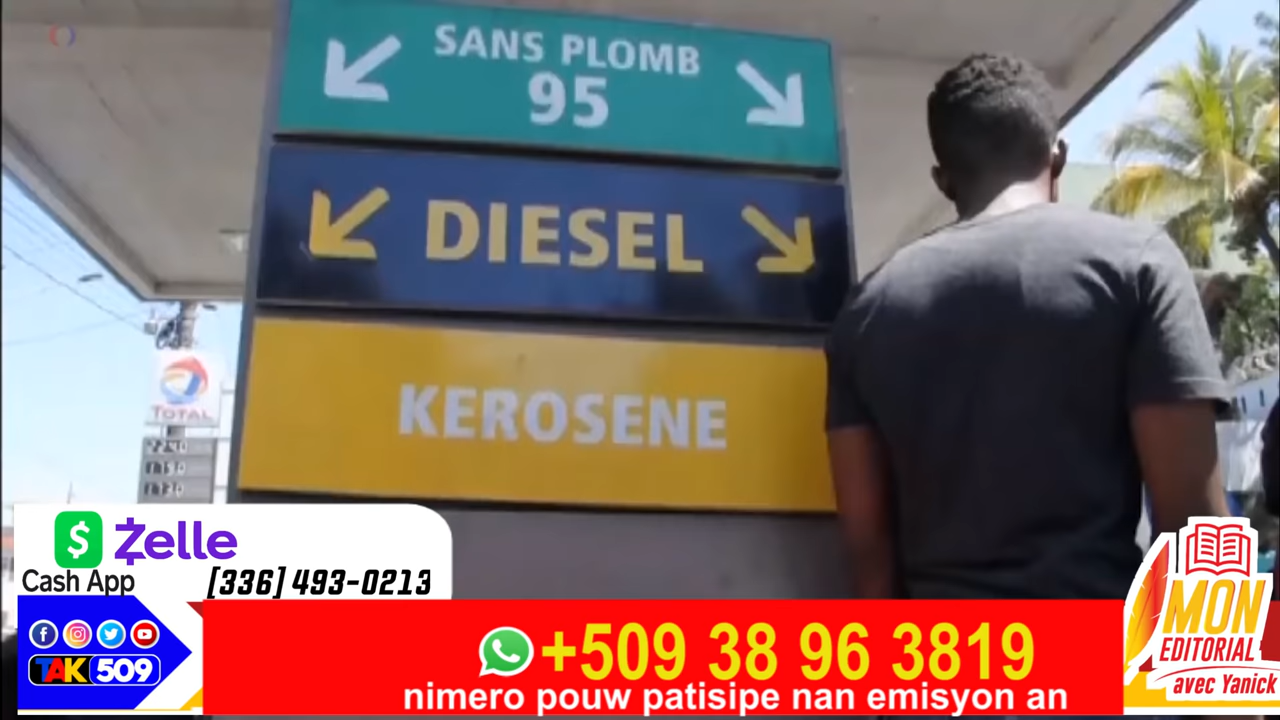 SANS PLOMB
95
DIESEL
KEROSENE
TOTAL
Zelle
Cash App
[336] 493-0213
TAK 509
+509 38 96 3819
nimero pouw patisipe nan emisyon an
MON
EDITORIAL
avec Yanick